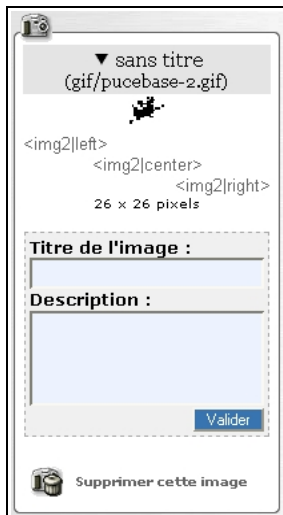 ▼ sans titre
(gif/pucebase-2.gif)
<img2|left>
<img2|center>
<img2|right>
26 x 26 pixels
Titre de l'image :
Description :
Valider
Supprimer cette image